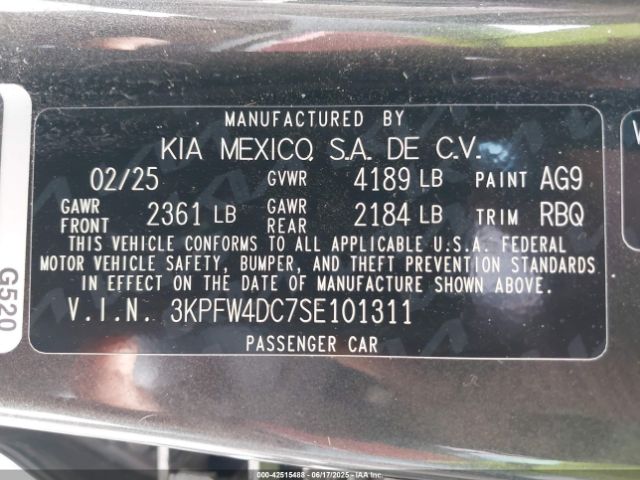 MANUFACTURED BY
KIA MEXICO, S.A. DE C.V.
02/25 GVWR 4189 LB PAINT AG9
GAWR FRONT 2361 LB GAWR REAR 2184 LB TRIM RBQ
THIS VEHICLE CONFORMS TO ALL APPLICABLE U.S.A. FEDERAL
MOTOR VEHICLE SAFETY, BUMPER, AND THEFT PREVENTION STANDARDS
IN EFFECT ON THE DATE OF MANUFACTURE SHOWN ABOVE.
V.I.N. 3KPFW4DC7SE101311
PASSENGER CAR
G520
000-42515488 - 06/17/2025 - IAAI.COM